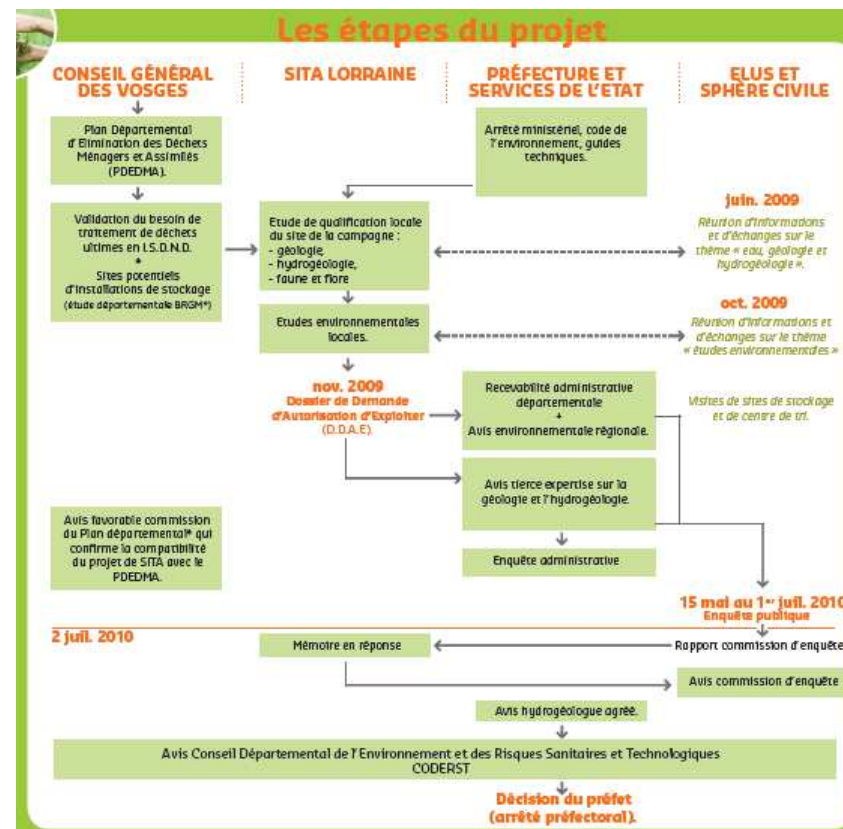 Les étapes du projet
CONSEIL GÉNÉRAL
DES VOSGES
SITA LORRAINE
PRÉFECTURE ET
SERVICES DE L'ETAT
ELUS ET
SPHÈRE CIVILE
Plan Départemental
d'Elimination des Déchets
Ménagers et Assimilés
(PDEDMA).
Arrêté ministériel, code de
l'environnement, guides
techniques.
Validation du besoin de
traitement de déchets
ultimes en I.S.D.N.D.
+
Sites potentiels
d'installations de stockage
(étude départementale BRGM*)
Etude de qualification locale
du site de la campagne :
- géologie,
- hydrogéologie,
- faune et flore
juin. 2009
Réunion d'informations
et d'échanges sur le
thème « eau, géologie et
hydrogéologie ».
Etudes environnementales
locales.
oct. 2009
Réunion d'informations et
d'échanges sur le thème
« études environnementales »
nov. 2009
Dossier de Demande
d'Autorisation d'Exploiter
(D.D.A.E).
Recevabilité administrative
départementale
+
Avis environnementale régionale.
Visites de sites de stockage
et de centre de tri.
Avis tierce expertise sur la
géologie et l'hydrogéologie.
Avis favorable commission
du Plan départemental* qui
confirme la compatibilité
du projet de SITA avec le
PDEDMA.
Enquête administrative
15 mai au 1er juil. 2010
Enquête publique
2 juil. 2010
Mémoire en réponse
Rapport commission d'enquête
Avis commission d'enquête
Avis hydrogéologue agréé.
Avis Conseil Départemental de l'Environnement et des Risques Sanitaires et Technologiques
CODERST
Décision du préfet
(arrêté préfectoral).